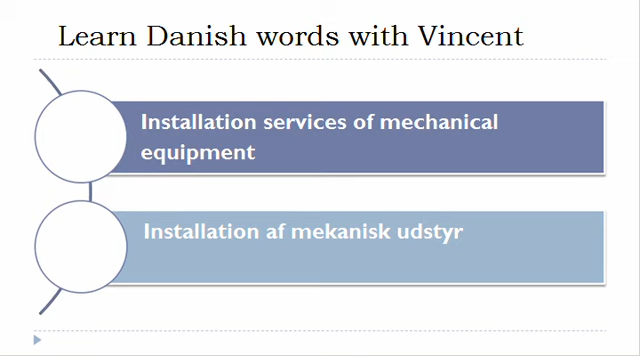 Learn Danish words with Vincent
Installation services of mechanical
equipment
Installation af mekanisk udstyr